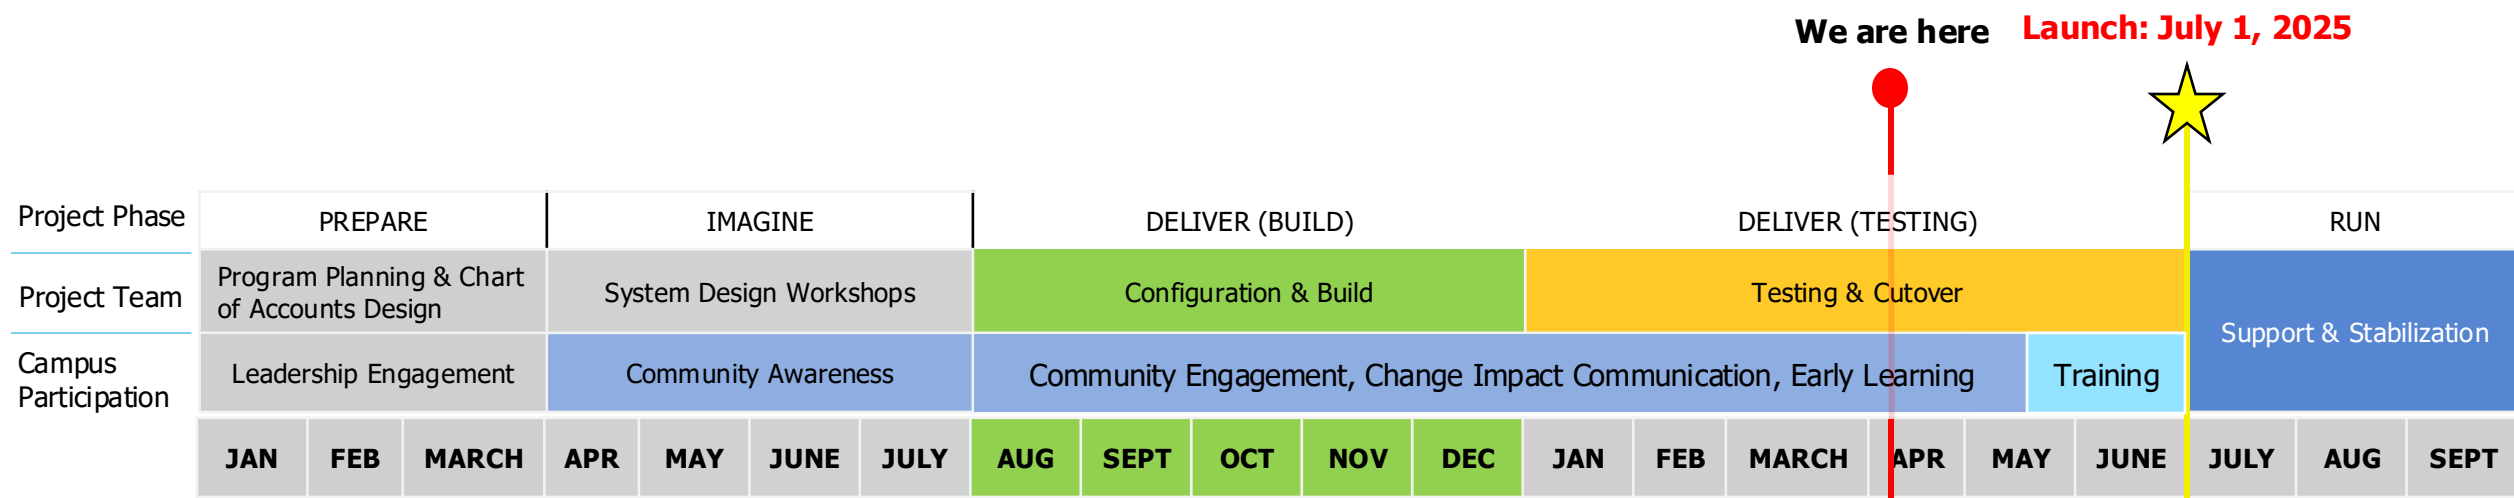 We are here
Launch: July 1, 2025
Project Phase
PREPARE
IMAGINE
DELIVER (BUILD)
DELIVER (TESTING)
RUN
Project Team
Program Planning & Chart
of Accounts Design
System Design Workshops
Configuration & Build
Testing & Cutover
Support & Stabilization
Campus
Participation
Leadership Engagement
Community Awareness
Community Engagement, Change Impact Communication, Early Learning
Training
JAN
FEB
MARCH
APR
MAY
JUNE
JULY
AUG
SEPT
OCT
NOV
DEC
JAN
FEB
MARCH
APR
MAY
JUNE
JULY
AUG
SEPT